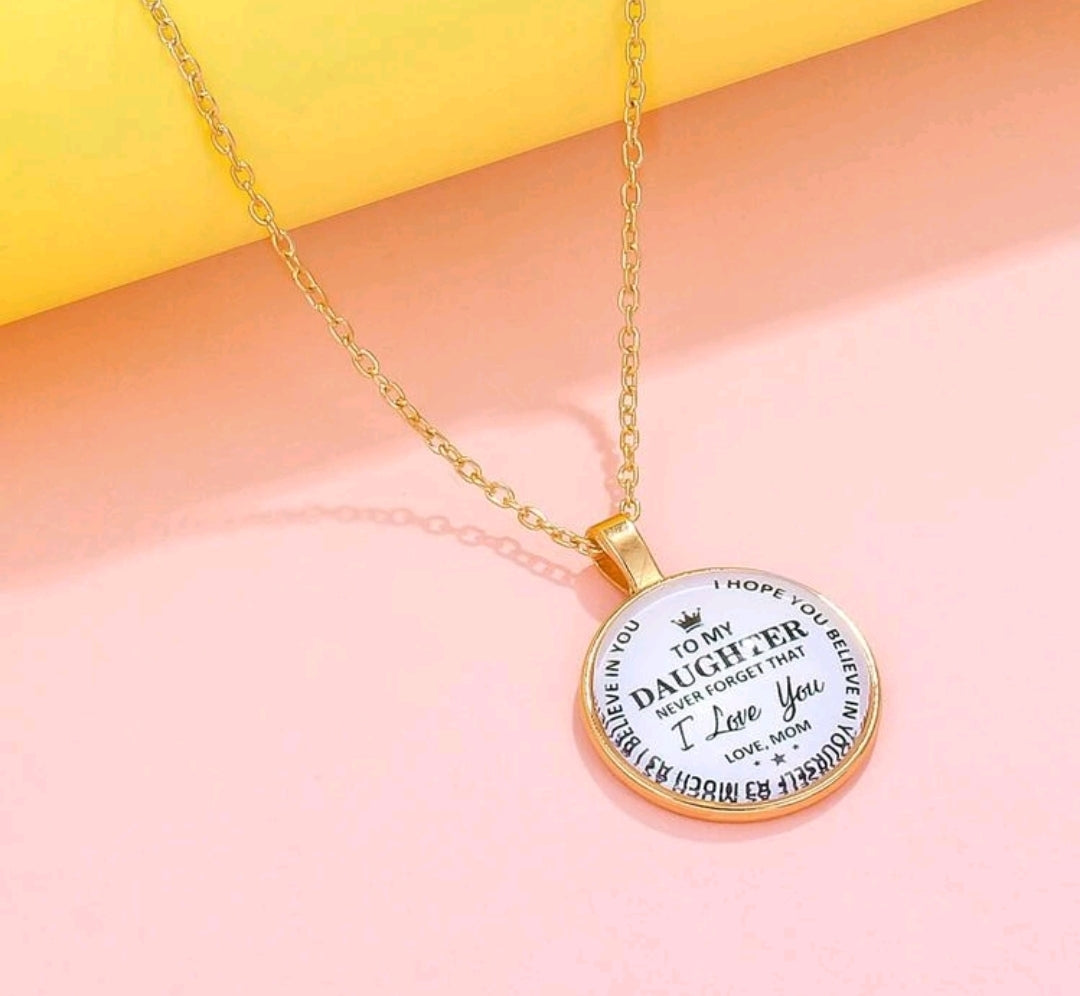 I HOPE YOU BELIEVE IN YOURSELF AS MUCH AS I BELIEVE IN YOU
TO MY
DAUGHTER
NEVER FORGET THAT
I Love You
LOVE, MOM